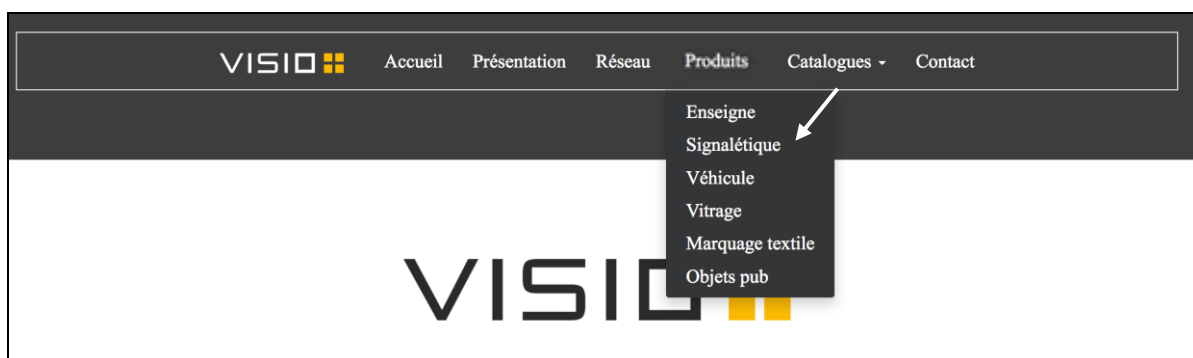 VISIO Accueil Présentation Réseau Produits Catalogues Contact
Enseigne
Signalétique
Véhicule
Vitrage
Marquage textile
Objets pub
VISIO